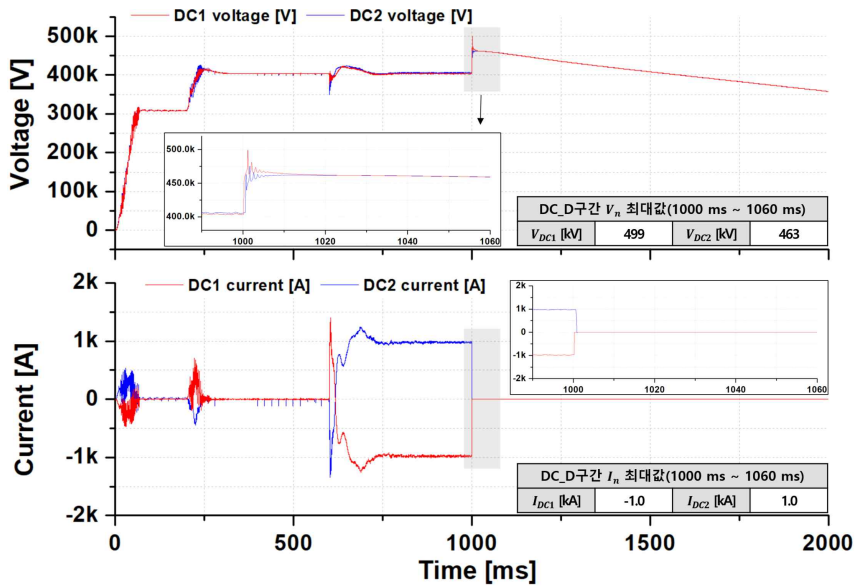 DC1 voltage [V] DC2 voltage [V]
500k
400k
300k
200k
100k
0
Voltage [V]
500.0k
450.0k
400.0k
1000 1020 1040 1060
DC_D구간 Vn 최대값(1000 ms ~ 1060 ms)
VDC1 [kV] 499 VDC2 [kV] 463
DC1 current [A] DC2 current [A]
2k
1k
0
-1k
-2k
Current [A]
2k
1k
0
-1k
-2k
1000 1020 1040 1060
DC_D구간 In 최대값(1000 ms ~ 1060 ms)
IDC1 [kA] -1.0 IDC2 [kA] 1.0
0 500 1000 1500 2000
Time [ms]